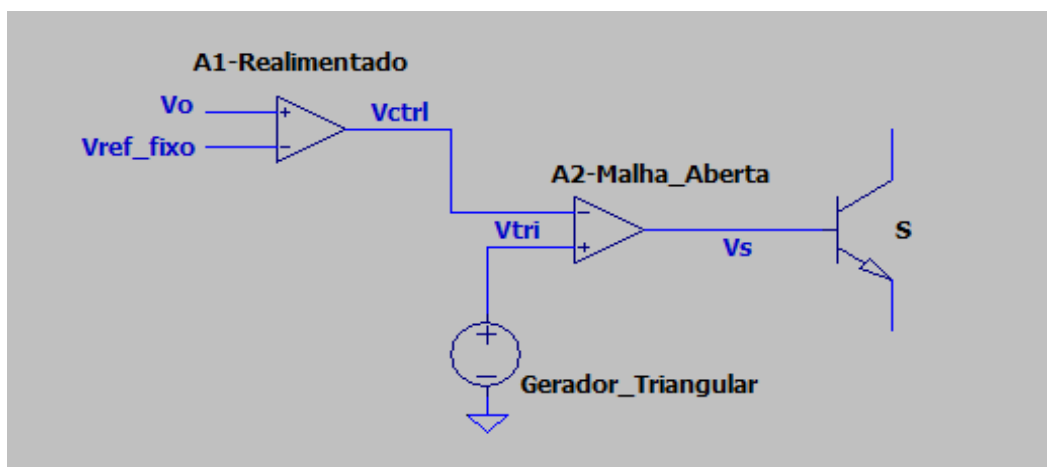 A1-Realimentado
Vo
Vctrl
Vref_fixo
A2-Malha_Aberta
Vtri
Vs
S
Gerador_Triangular